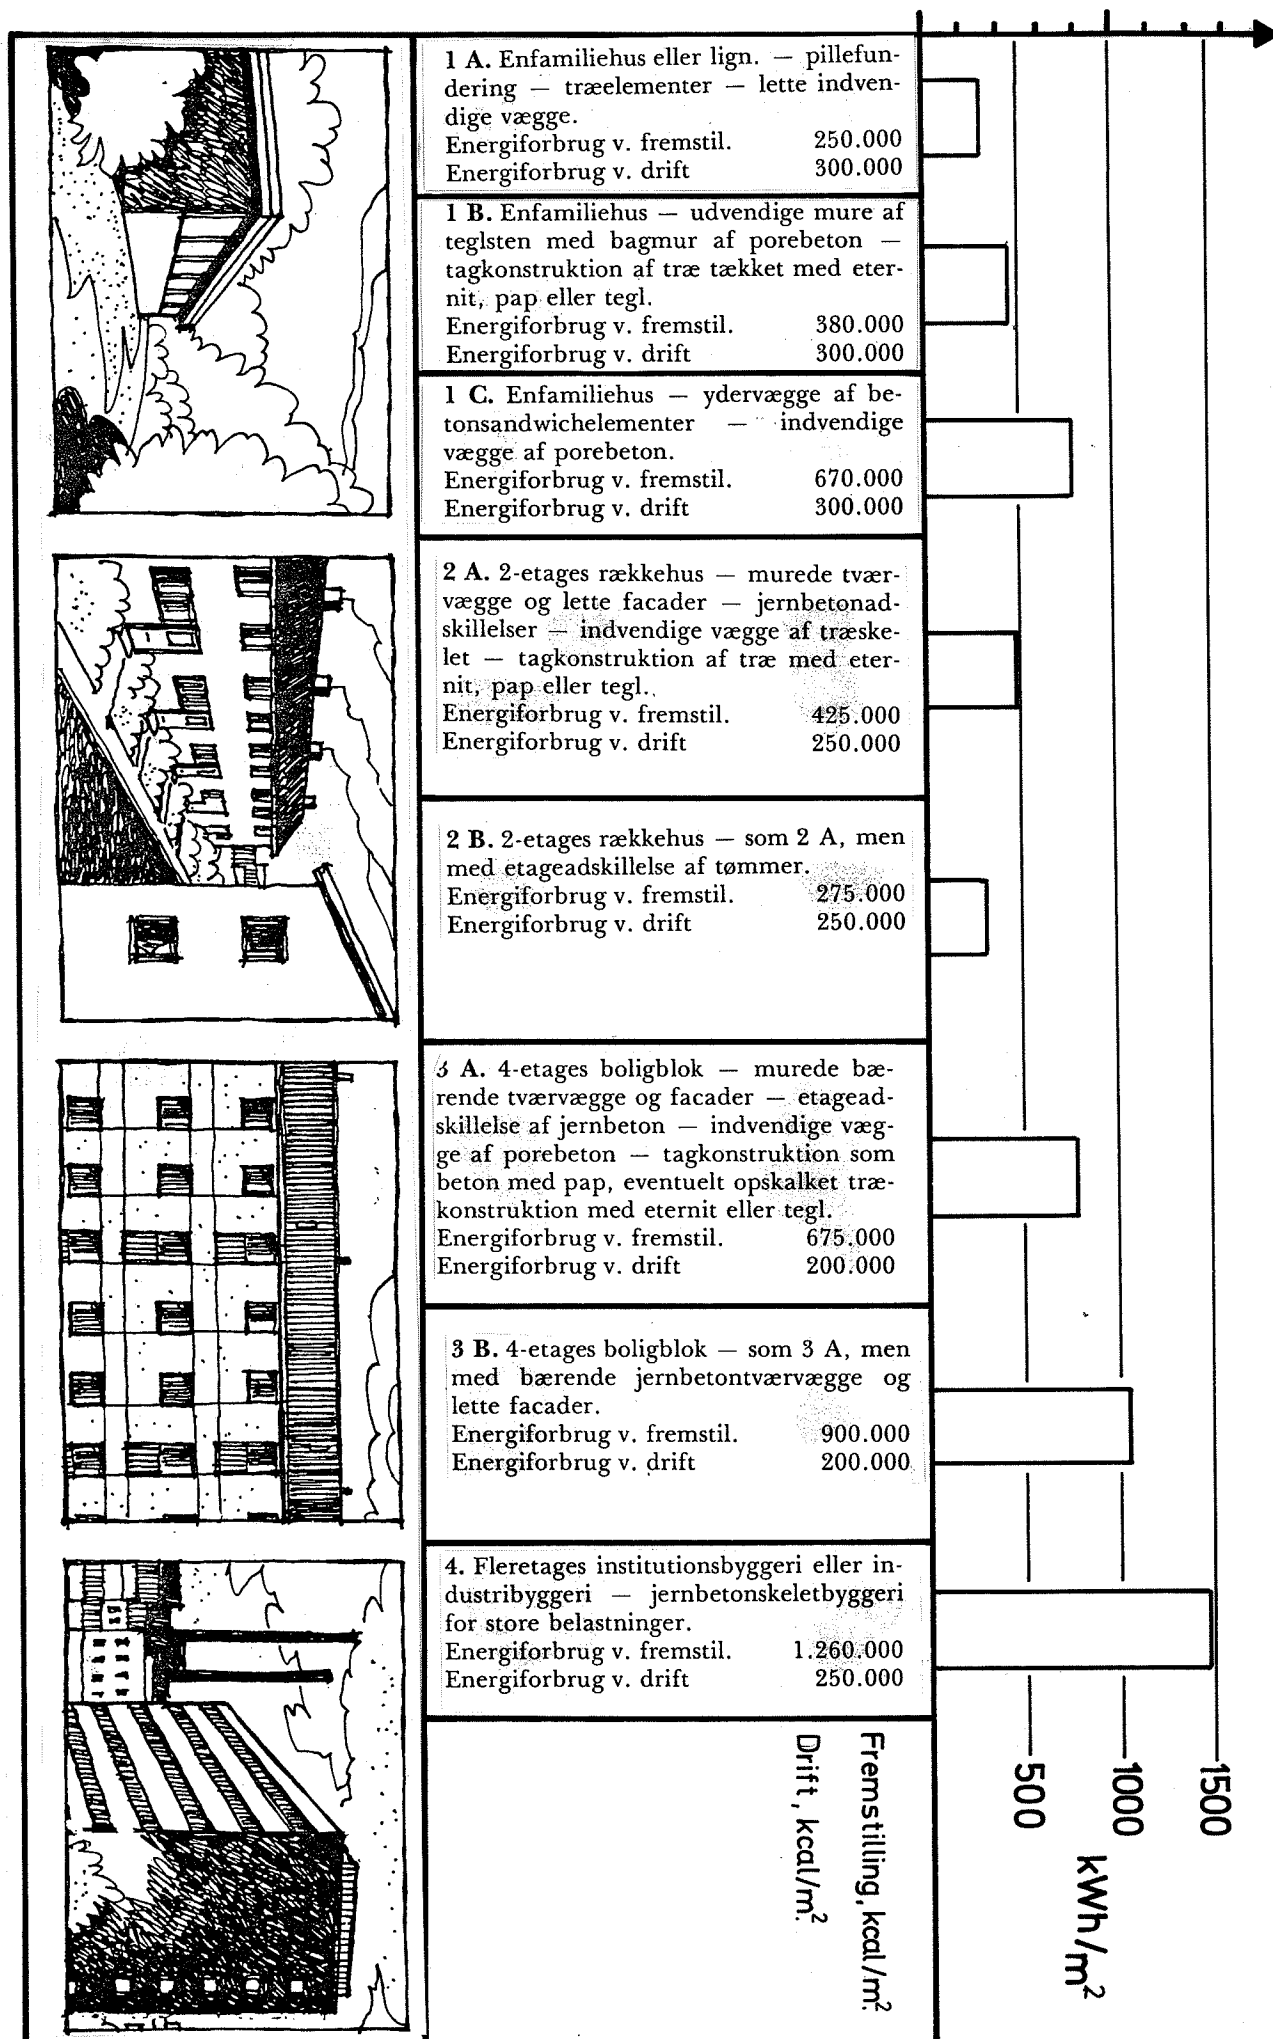 1 A. Enfamiliehus eller lign. — pillefun-
dering — træelementer — lette indven-
dige vægge.
Energiforbrug v. fremstil. 250.000
Energiforbrug v. drift 300.000
1 B. Enfamiliehus — udvendige mure af
teglsten med bagmur af porebeton —
tagkonstruktion af træ tækket med eter-
nit, pap eller tegl.
Energiforbrug v. fremstil. 380.000
Energiforbrug v. drift 300.000
1 C. Enfamiliehus — ydervægge af be-
tonsandwichelementer — indvendige
vægge af porebeton.
Energiforbrug v. fremstil. 670.000
Energiforbrug v. drift 300.000
2 A. 2-etages rækkehus — murede tvær-
vægge og lette facader — jernbetonad-
skillelser — indvendige vægge af træske-
let — tagkonstruktion af træ med eter-
nit, pap eller tegl.
Energiforbrug v. fremstil. 425.000
Energiforbrug v. drift 250.000
2 B. 2-etages rækkehus — som 2 A, men
med etageadskillelse af tømmer.
Energiforbrug v. fremstil. 275.000
Energiforbrug v. drift 250.000
3 A. 4-etages boligblok — murede bæ-
rende tværvægge og facader — etagead-
skillelse af jernbeton — indvendige væg-
ge af porebeton — tagkonstruktion som
beton med pap, eventuelt opskalket træ-
konstruktion med eternit eller tegl.
Energiforbrug v. fremstil. 675.000
Energiforbrug v. drift 200.000
3 B. 4-etages boligblok — som 3 A, men
med bærende jernbetontværvægge og
lette facader.
Energiforbrug v. fremstil. 900.000
Energiforbrug v. drift 200.000
4. Fleretages institutionsbyggeri eller in-
dustribyggeri — jernbetonskeletbyggeri
for store belastninger.
Energiforbrug v. fremstil. 1.260.000
Energiforbrug v. drift 250.000
Fremstilling, kcal/m².
Drift, kcal/m².
1500
1000
500
kWh/m²